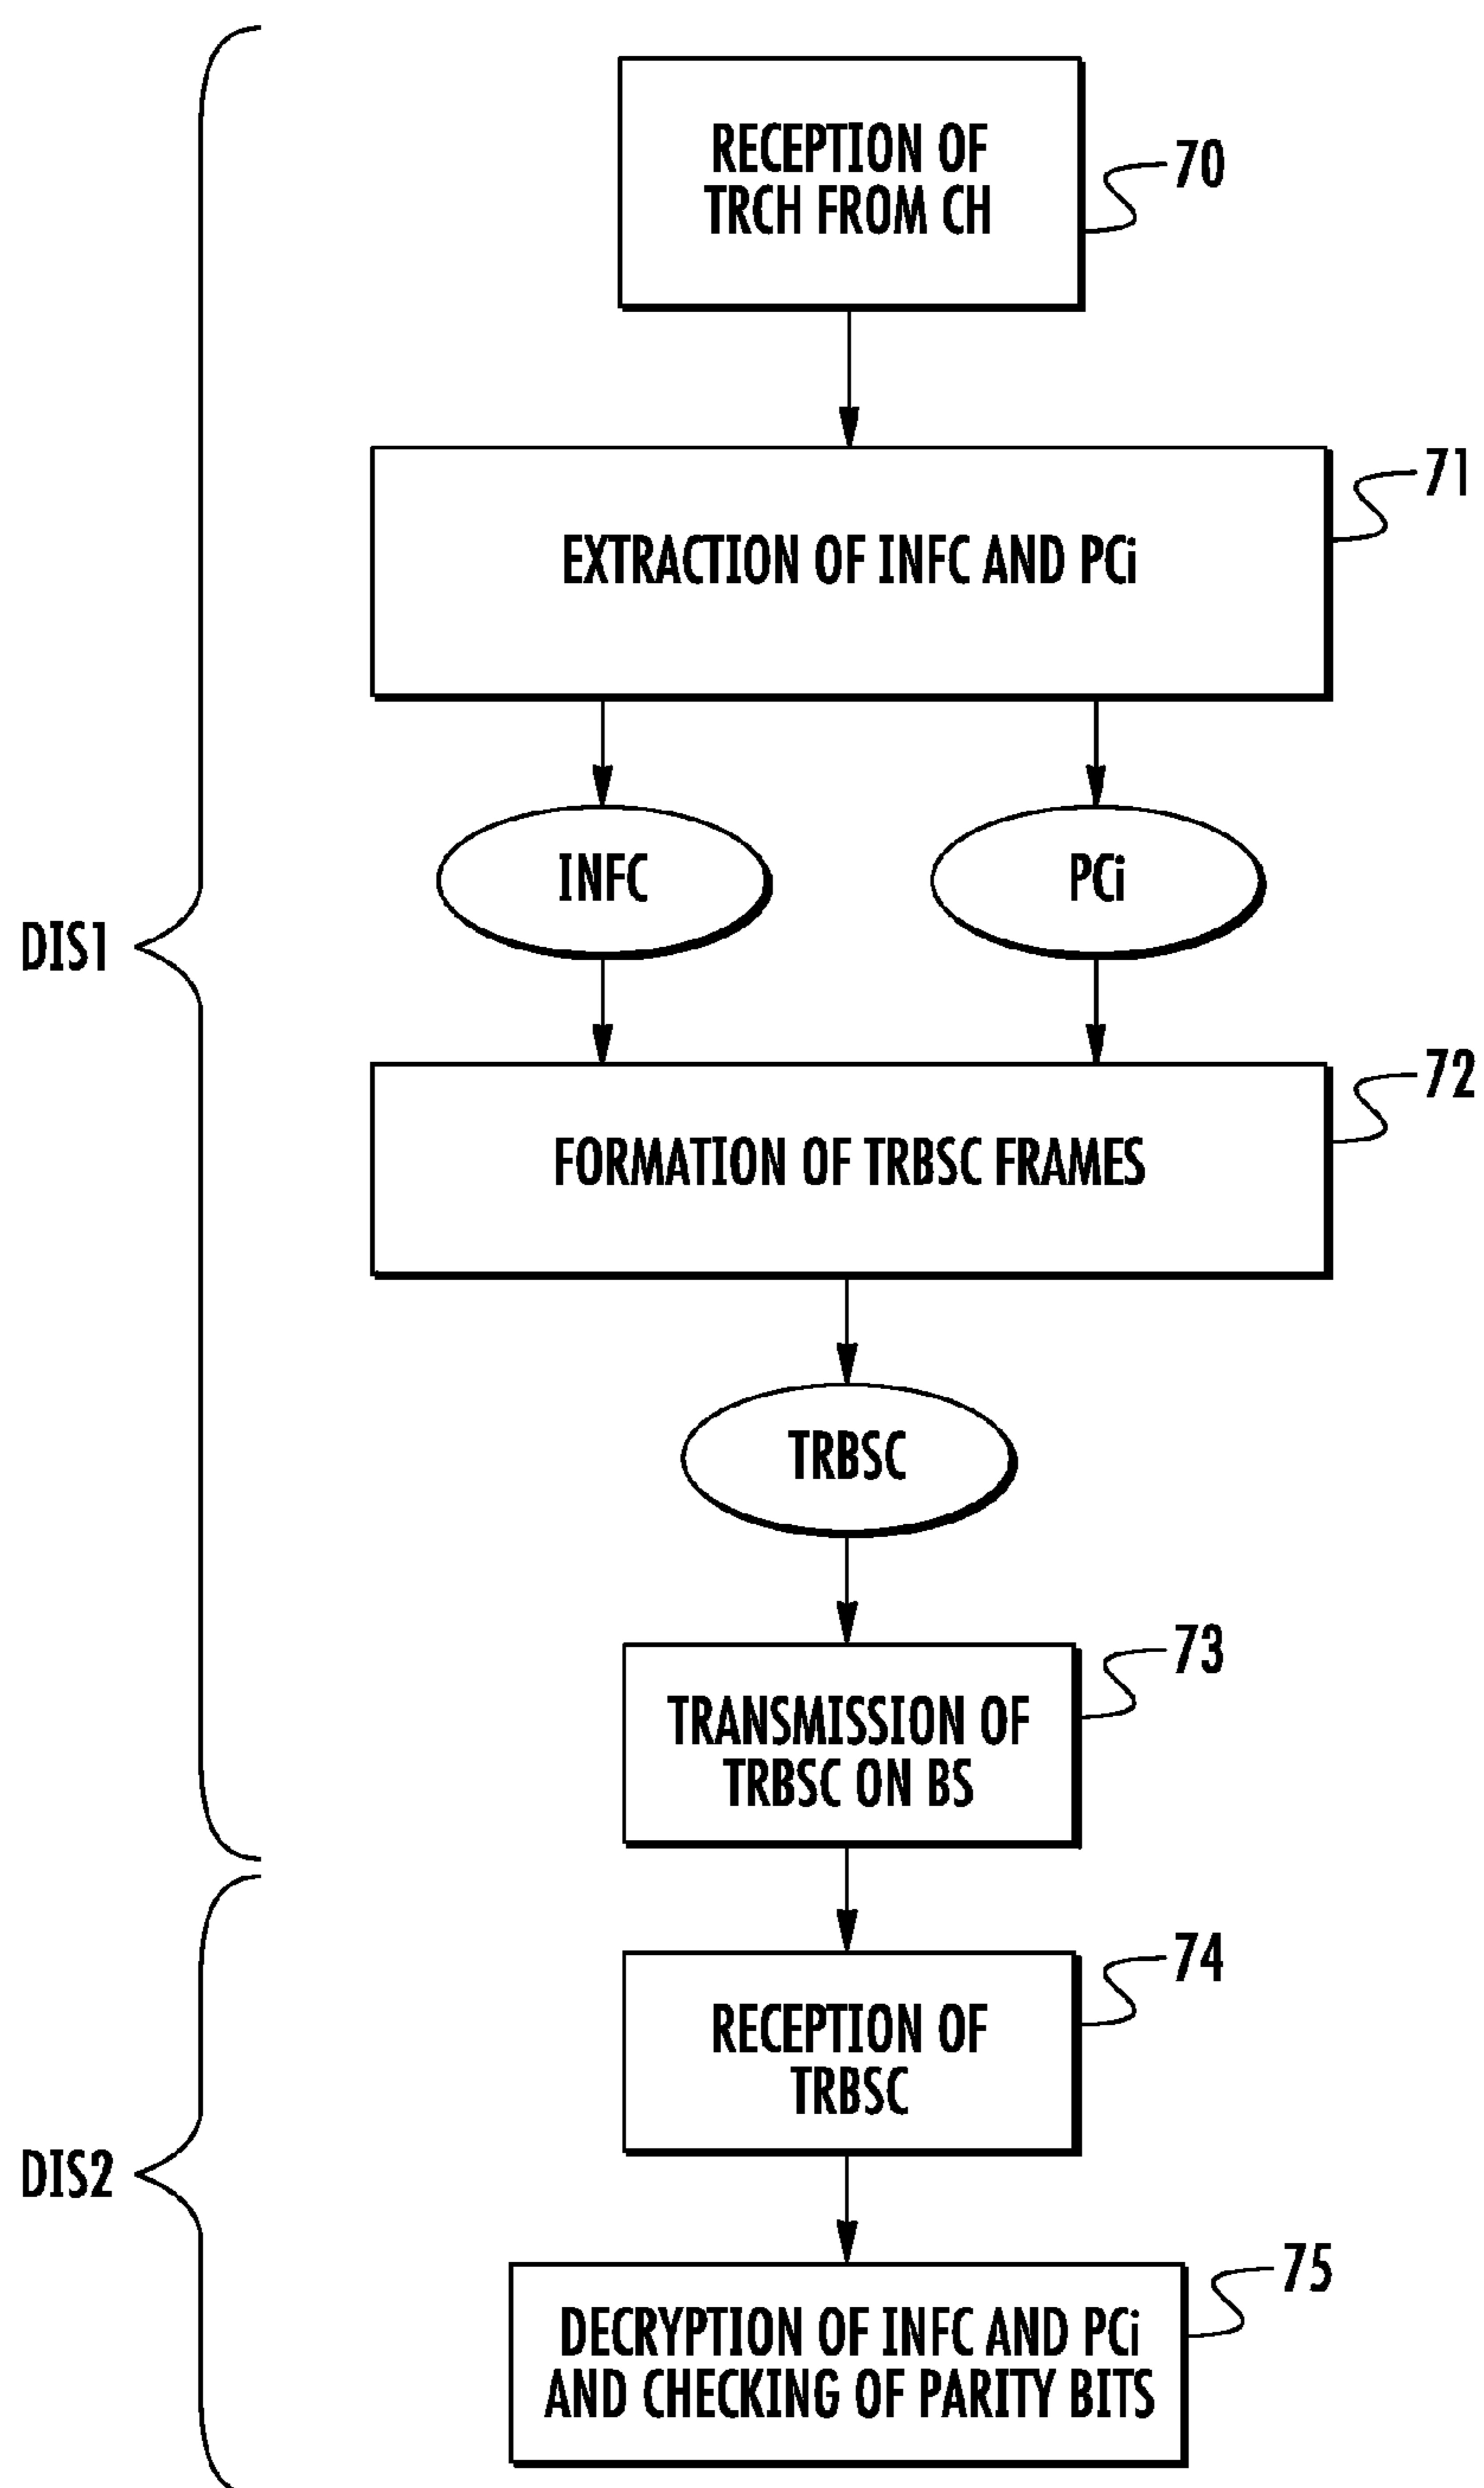 RECEPTION OF
TRCH FROM CH
70
71
EXTRACTION OF INFC AND PCi
INFC
PCi
DIS1
72
FORMATION OF TRBSC FRAMES
TRBSC
73
TRANSMISSION OF
TRBSC ON BS
74
RECEPTION OF
TRBSC
DIS2
75
DECRYPTION OF INFC AND PCi
AND CHECKING OF PARITY BITS